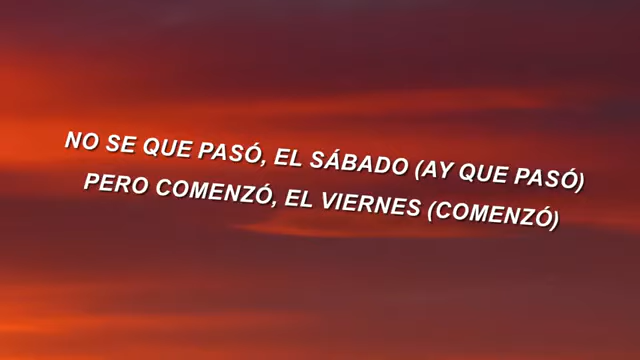 NO SE QUE PASÓ, EL SÁBADO (AY QUE PASÓ)
PERO COMENZÓ, EL VIERNES (COMENZÓ)